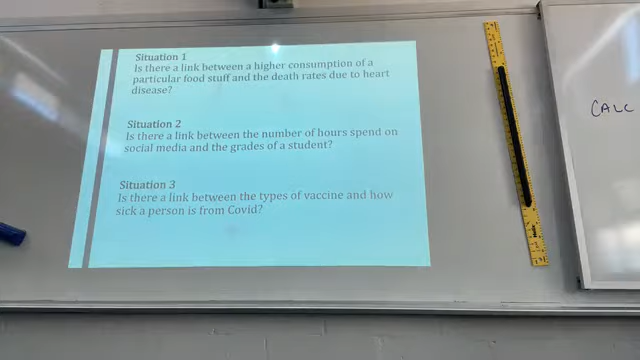 Situation 1
Is there a link between a higher consumption of a
particular food stuff and the death rates due to heart
disease?
Situation 2
Is there a link between the number of hours spend on
social media and the grades of a student?
Situation 3
Is there a link between the types of vaccine and how
sick a person is from Covid?
CALC